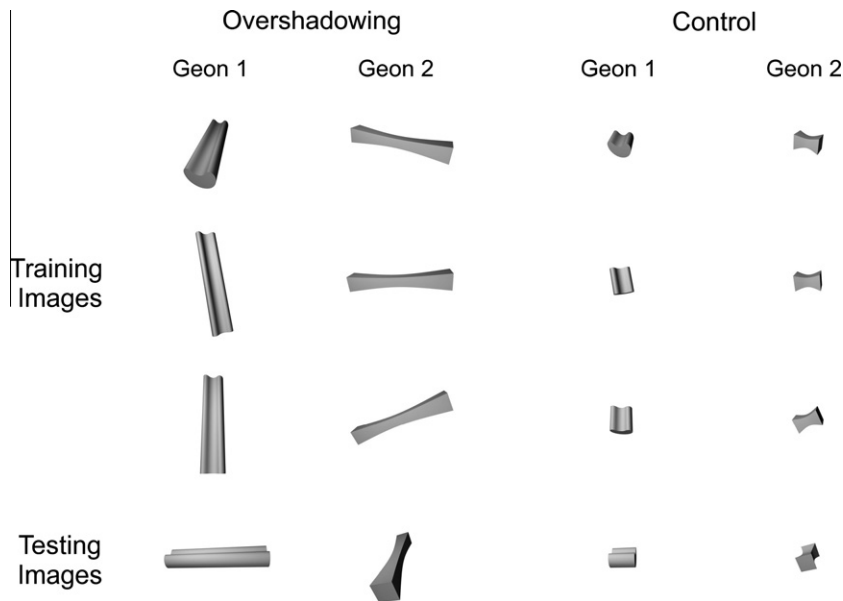 Overshadowing Control
Geon 1 Geon 2 Geon 1 Geon 2
Training
Images
Testing
Images